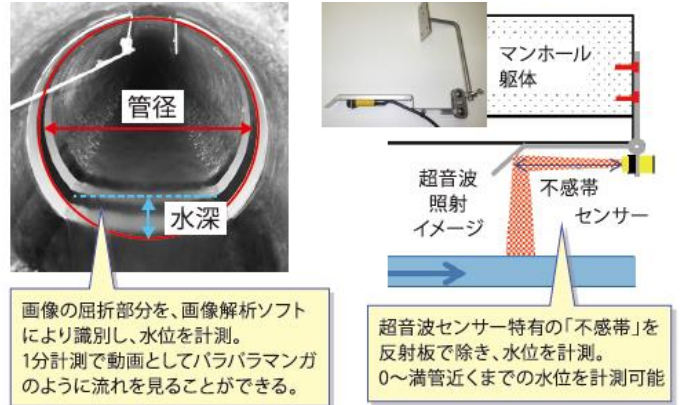 管径
水深
画像の屈折部分を、画像解析ソフト
により識別し、水位を計測。
1分計測で動画としてパラパラマンガ
のように流れを見ることができる。
マンホール
躯体
超音波
照射
イメージ
不感帯
センサー
超音波センサー特有の「不感帯」を
反射板で除き、水位を計測。
0〜満管近くまでの水位を計測可能